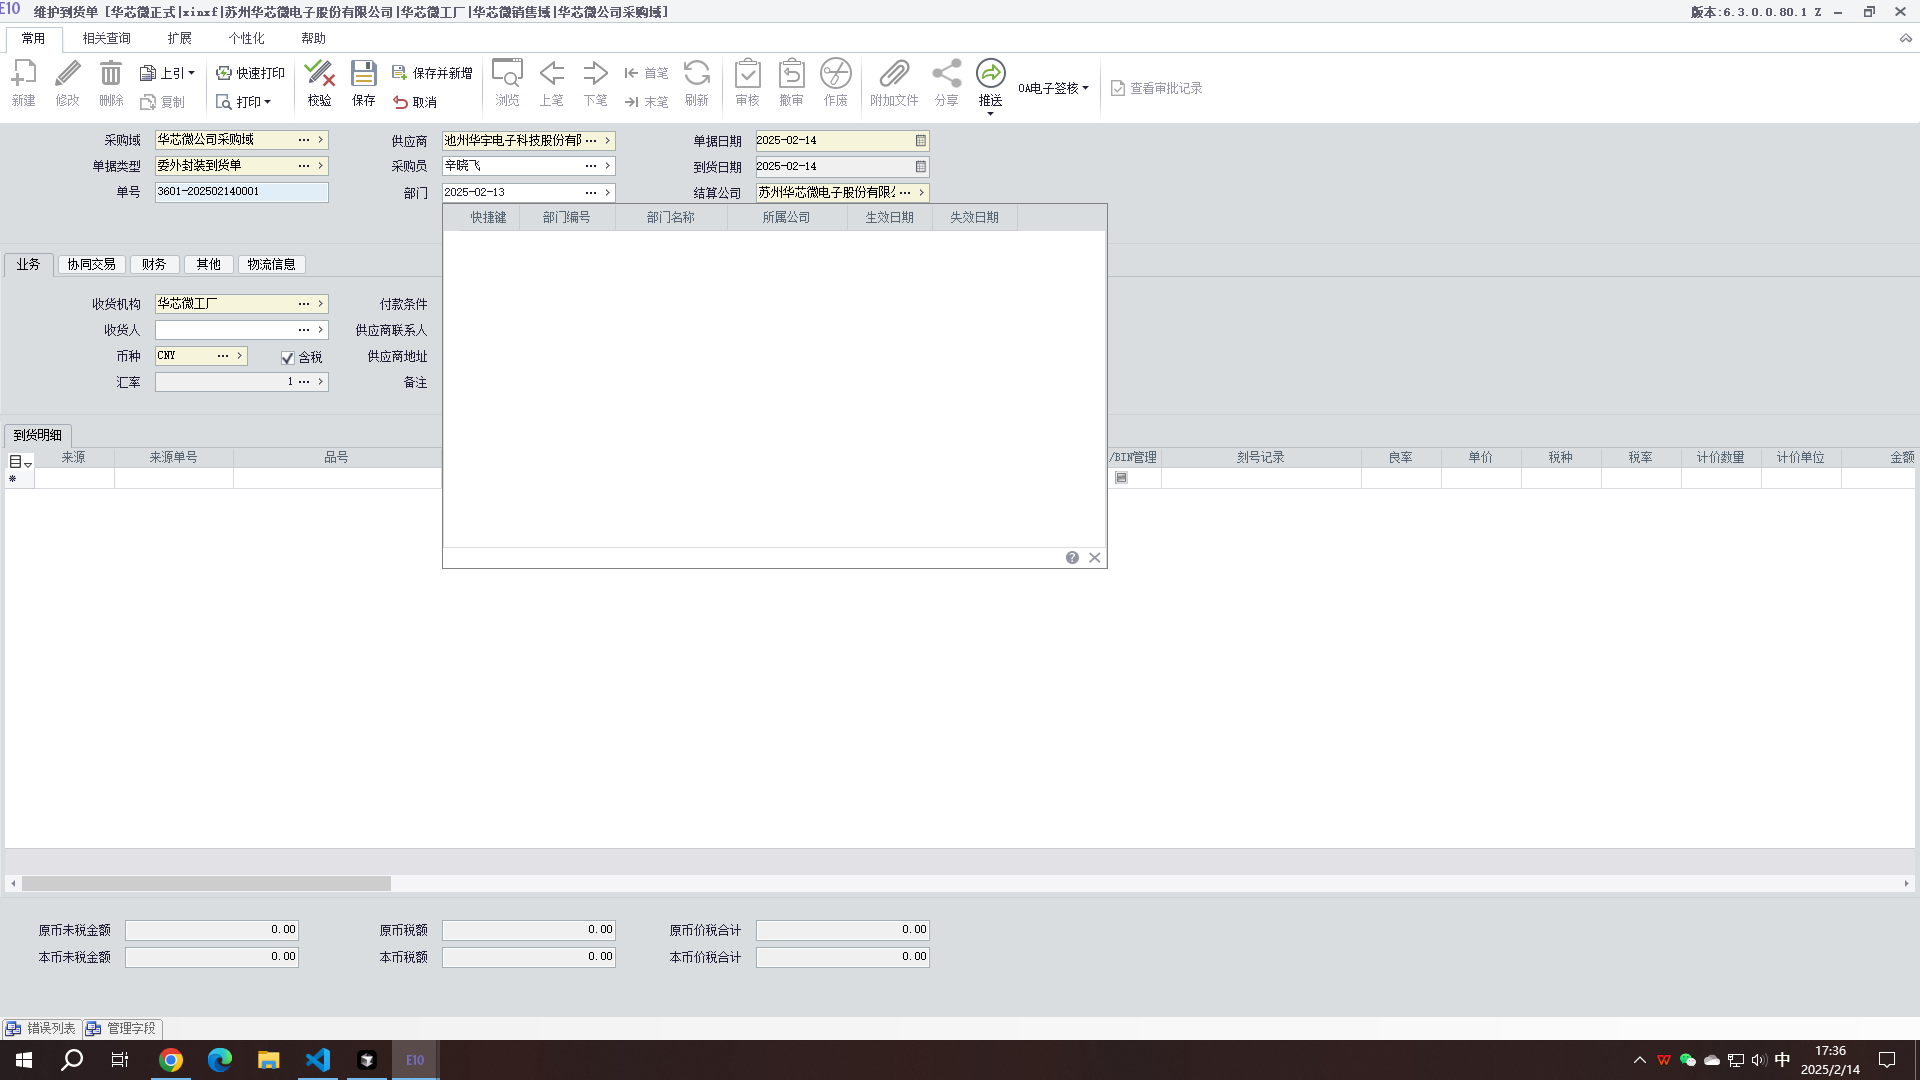 E10 维护到货单 [华芯微正式|xinxf|苏州华芯微电子股份有限公司|华芯微工厂|华芯微销售域|华芯微公司采购域] 版本:6.3.0.0.80.1 Z
常用 相关查询 扩展 个性化 帮助
新建 修改 删除 上引 复制 快速打印 打印 校验 保存 保存并新增 取消 浏览 上笔 下笔 首笔 末笔 刷新 审核 撤审 作废 附加文件 分享 推送 OA电子签核 查看审批记录
采购域 华芯微公司采购域 供应商 池州华宇电子科技股份有限 单据日期 2025-02-14
单据类型 委外封装到货单 采购员 辛晓飞 到货日期 2025-02-14
单号 3601-202502140001 部门 2025-02-13 结算公司 苏州华芯微电子股份有限公
快捷键 部门编号 部门名称 所属公司 生效日期 失效日期
业务 协同交易 财务 其他 物流信息
收货机构 华芯微工厂 付款条件
收货人 供应商联系人
币种 CNY 含税 供应商地址
汇率 1 备注
到货明细
来源 来源单号 品号 /BIN管理 刻号记录 良率 单价 税种 税率 计价数量 计价单位 金额
原币未税金额 0.00 原币税额 0.00 原币价税合计 0.00
本币未税金额 0.00 本币税额 0.00 本币价税合计 0.00
错误列表 管理字段
E10 中 17:36
2025/2/14